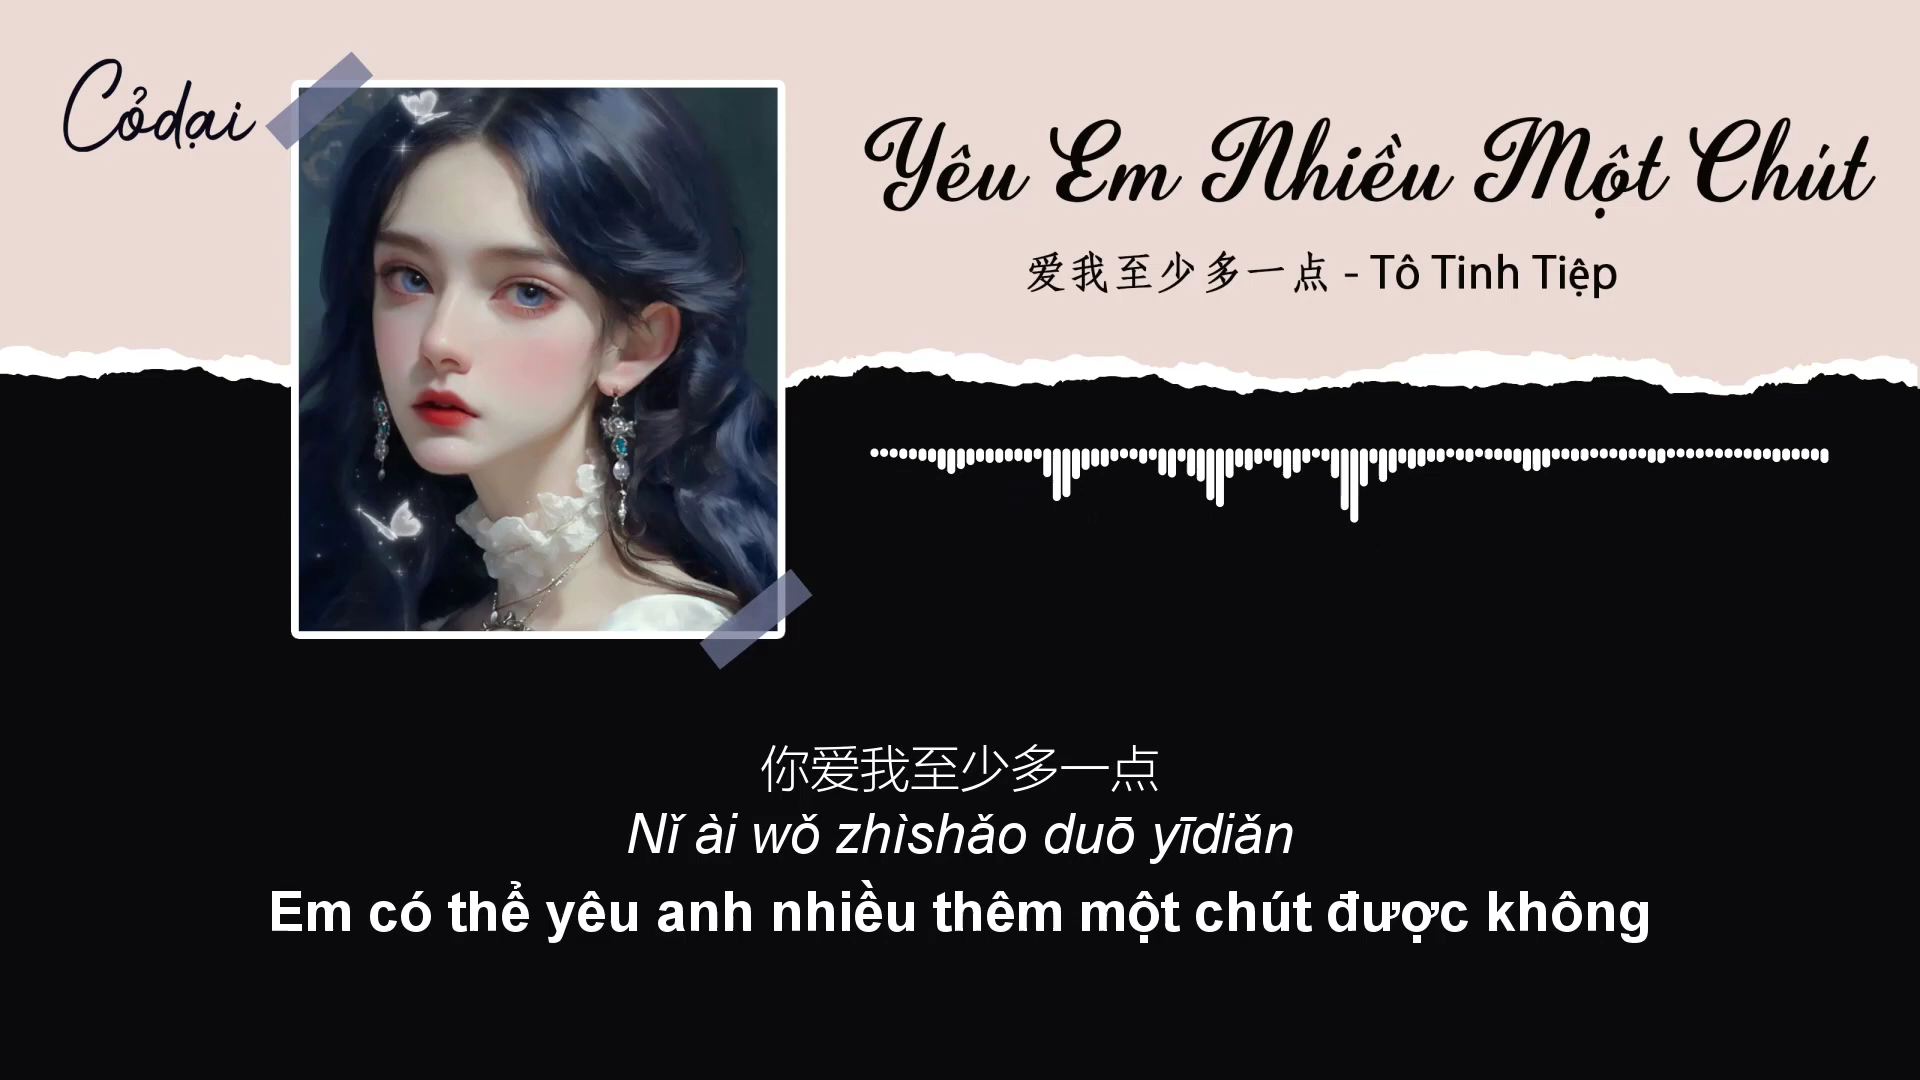 Cỏdại
Yêu Em Nhiều Một Chút
爱我至少多一点 - Tô Tinh Tiệp
你爱我至少多一点
Nǐ ài wǒ zhìshǎo duō yīdiǎn
Em có thể yêu anh nhiều thêm một chút được không